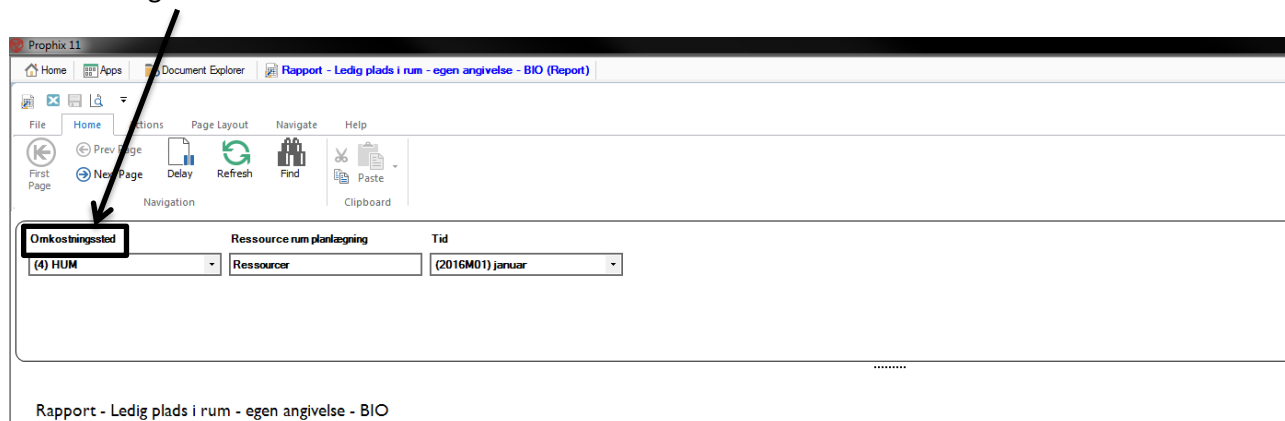 Prophix 11
Home Apps Document Explorer Rapport - Ledig plads i rum - egen angivelse - BIO (Report)
File Home Actions Page Layout Navigate Help
First Page Prev Page Next Page Delay Refresh Find Paste
Navigation Clipboard
Omkostningssted Ressource rum planlægning Tid
(4) HUM Ressourcer (2016M01) januar
Rapport - Ledig plads i rum - egen angivelse - BIO